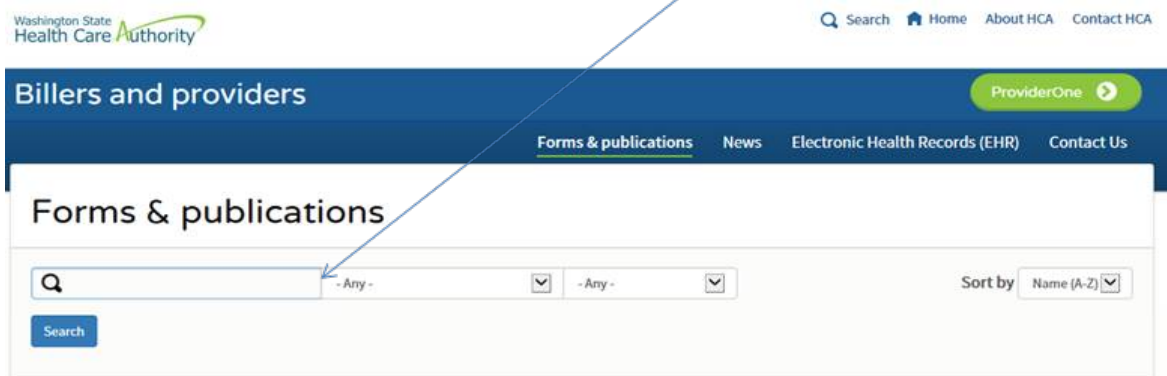 Washington State
Health Care Authority
Search Home About HCA Contact HCA
Billers and providers
ProviderOne
Forms & publications News Electronic Health Records (EHR) Contact Us
Forms & publications
- Any - - Any - Sort by Name (A-Z)
Search